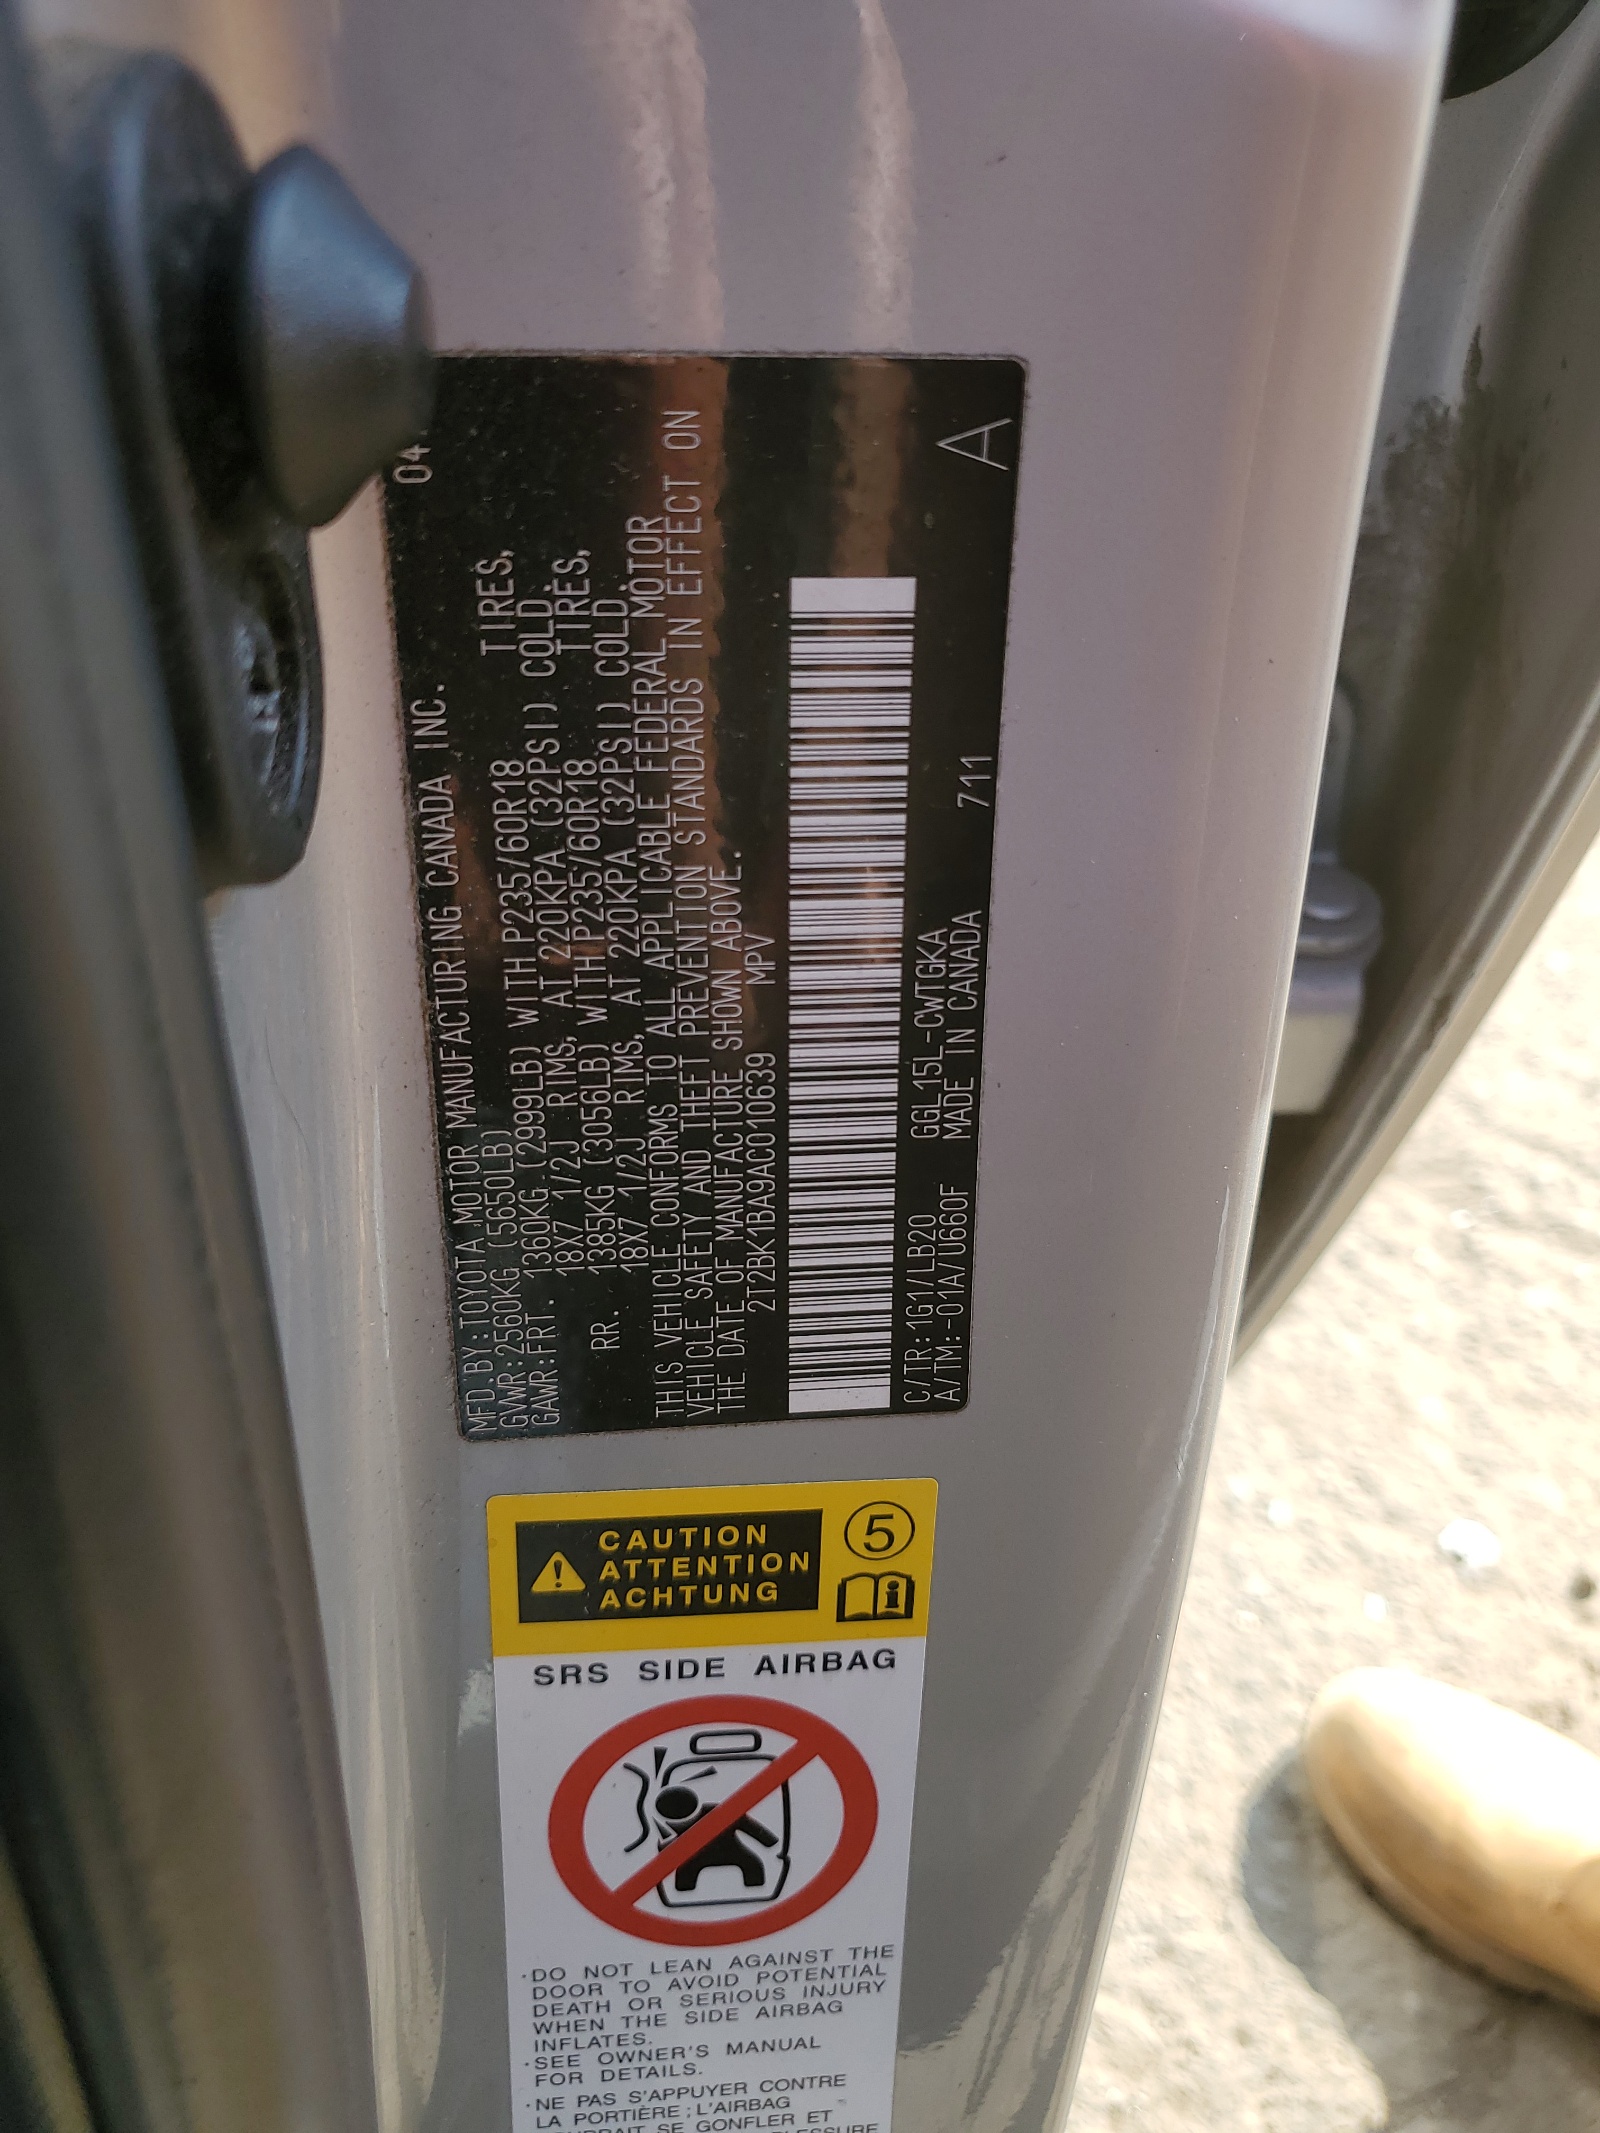 MFD.BY:TOYOTA MOTOR MANUFACTURING CANADA INC. 04
GVWR:2560KG (5650LB)
GAWR:FRT. 1360KG (2999LB) WITH P235/60R18 TIRES,
18X7 1/2J RIMS, AT 220KPA (32PSI) COLD.
RR. 1385KG (3056LB) WITH P235/60R18 TIRES,
18X7 1/2J RIMS, AT 220KPA (32PSI) COLD.
THIS VEHICLE CONFORMS TO ALL APPLICABLE FEDERAL MOTOR
VEHICLE SAFETY AND THEFT PREVENTION STANDARDS IN EFFECT ON
THE DATE OF MANUFACTURE SHOWN ABOVE.
2T2BK1BA9AC010639 MPV
C/TR:1G1/LB20 GGL15L-CWTGKA
A/TM:-01A/U660F MADE IN CANADA 711
A
CAUTION
ATTENTION
ACHTUNG
5
SRS SIDE AIRBAG
·DO NOT LEAN AGAINST THE
DOOR TO AVOID POTENTIAL
DEATH OR SERIOUS INJURY
WHEN THE SIDE AIRBAG
INFLATES.
·SEE OWNER'S MANUAL
FOR DETAILS.
·NE PAS S'APPUYER CONTRE
LA PORTIÈRE; L'AIRBAG
SE GONFLER ET